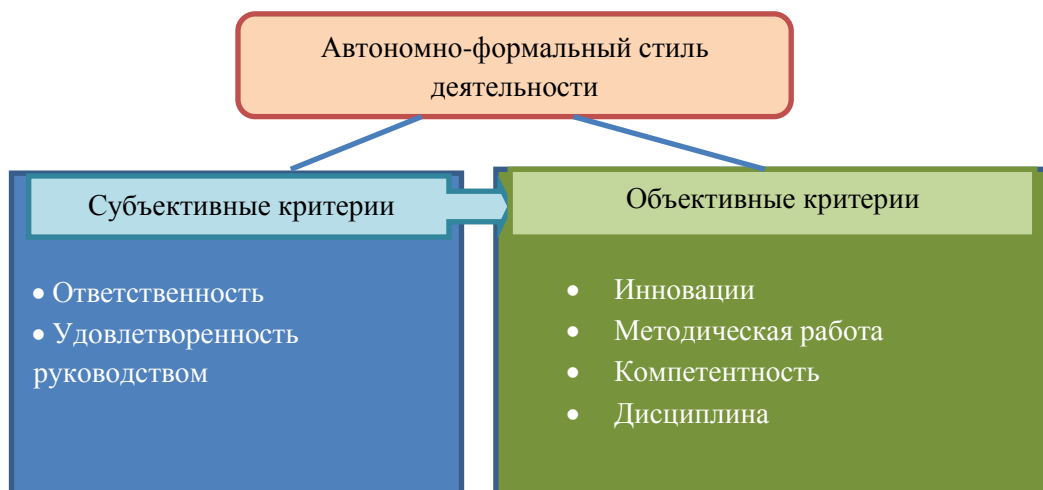 Автономно-формальный стиль
деятельности
Субъективные критерии
• Ответственность
• Удовлетворенность
руководством
Объективные критерии
• Инновации
• Методическая работа
• Компетентность
• Дисциплина